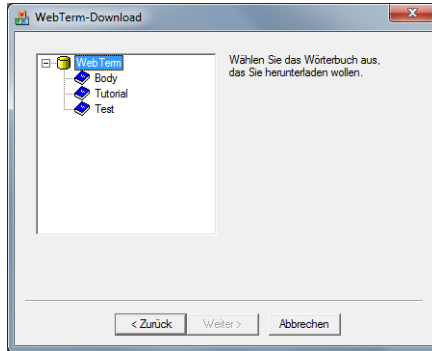 WebTerm-Download
WebTerm
Body
Tutorial
Test
Wählen Sie das Wörterbuch aus,
das Sie herunterladen wollen.
< Zurück
Weiter >
Abbrechen